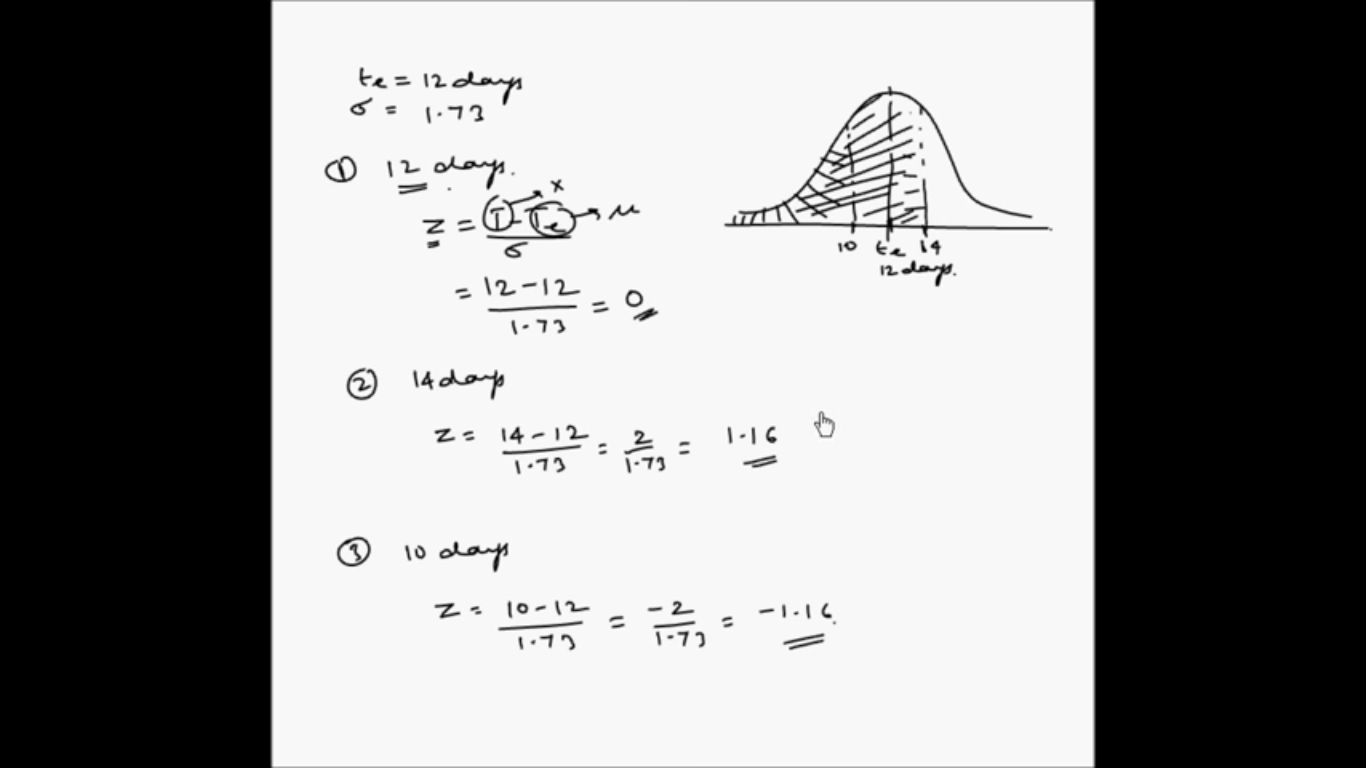 te = 12 days
σ = 1.73
① 12 days.
Z = T - Te → x → μ
σ
= 12 - 12 = 0
1.73
② 14 days
Z = 14 - 12 = 2 = 1.16
1.73 1.73
③ 10 days
Z = 10 - 12 = -2 = -1.16.
1.73 1.73
10 te 14
12 days.